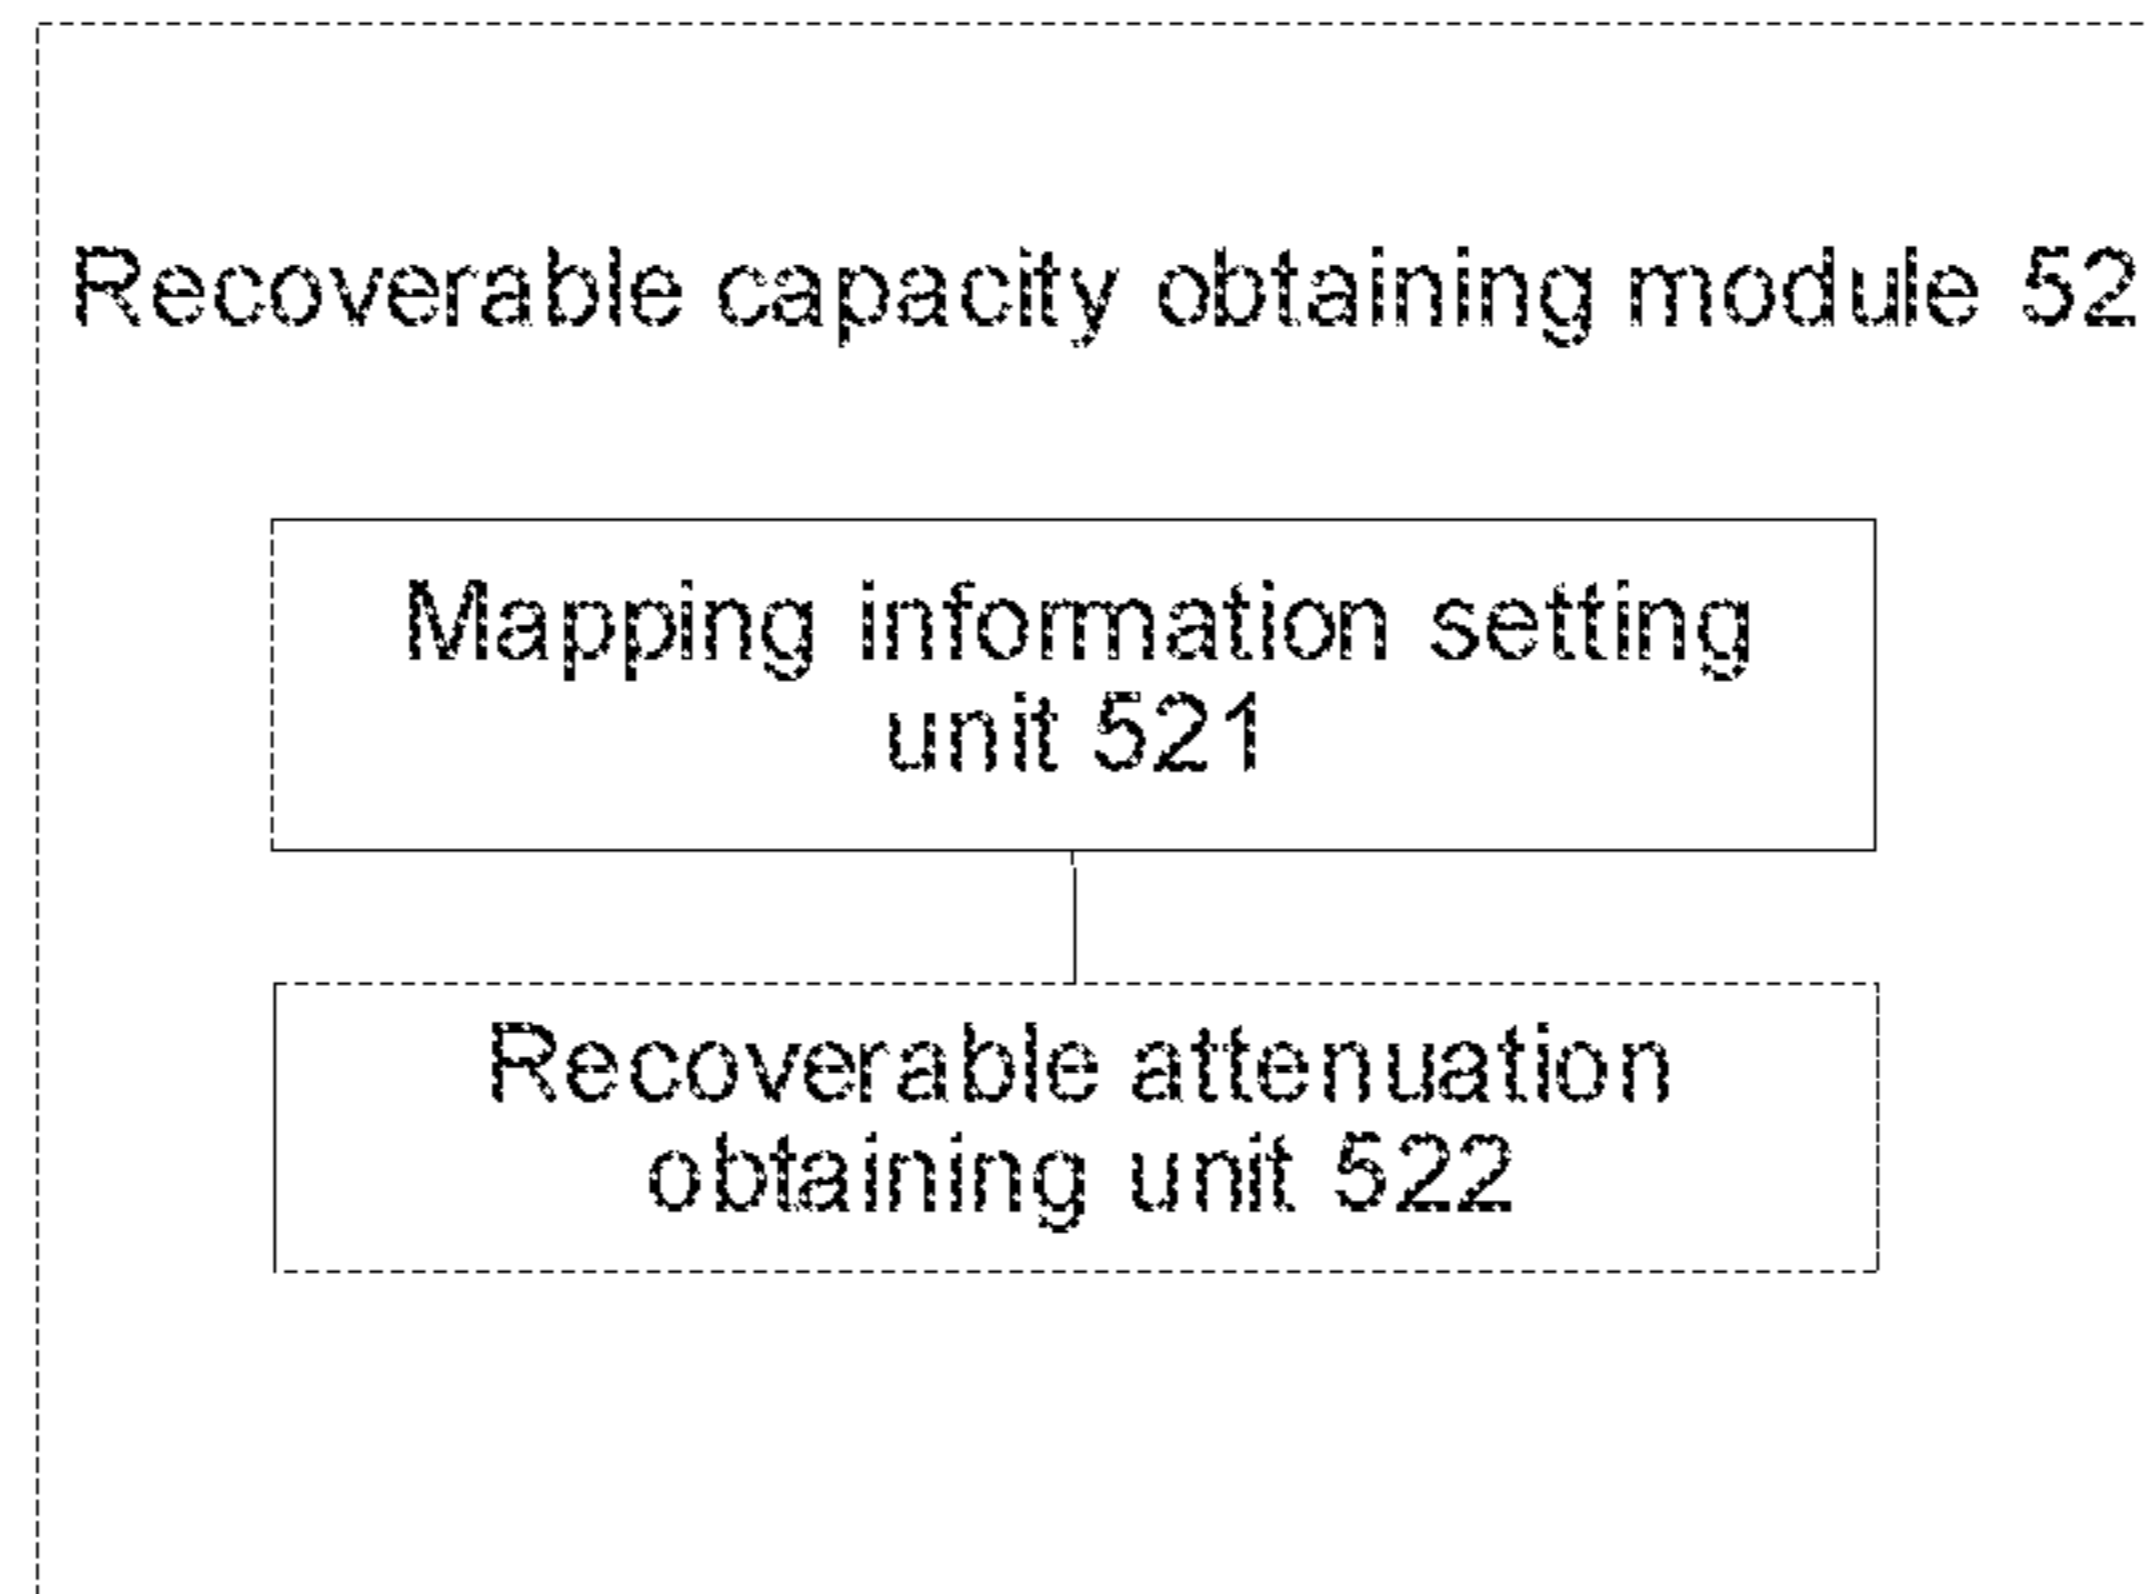 Recoverable capacity obtaining module 52
Mapping information setting
unit 521
Recoverable attenuation
obtaining unit 522